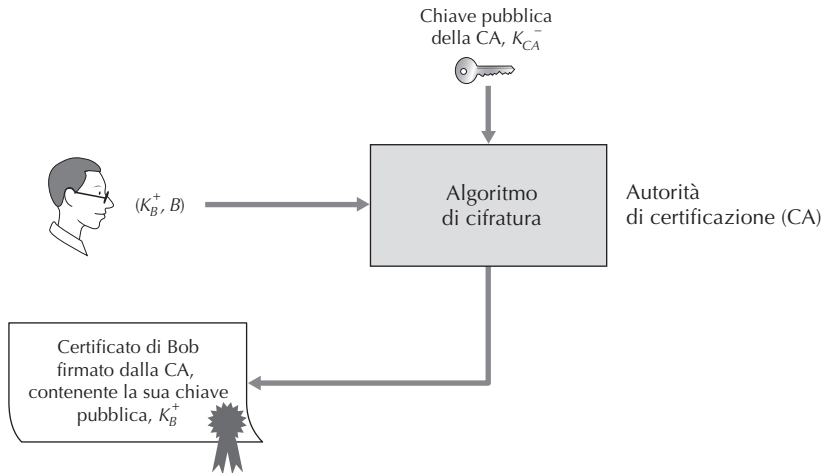 Chiave pubblica
della CA, K_CA^-
(K_B^+, B)
Algoritmo
di cifratura
Autorità
di certificazione (CA)
Certificato di Bob
firmato dalla CA,
contenente la sua chiave
pubblica, K_B^+